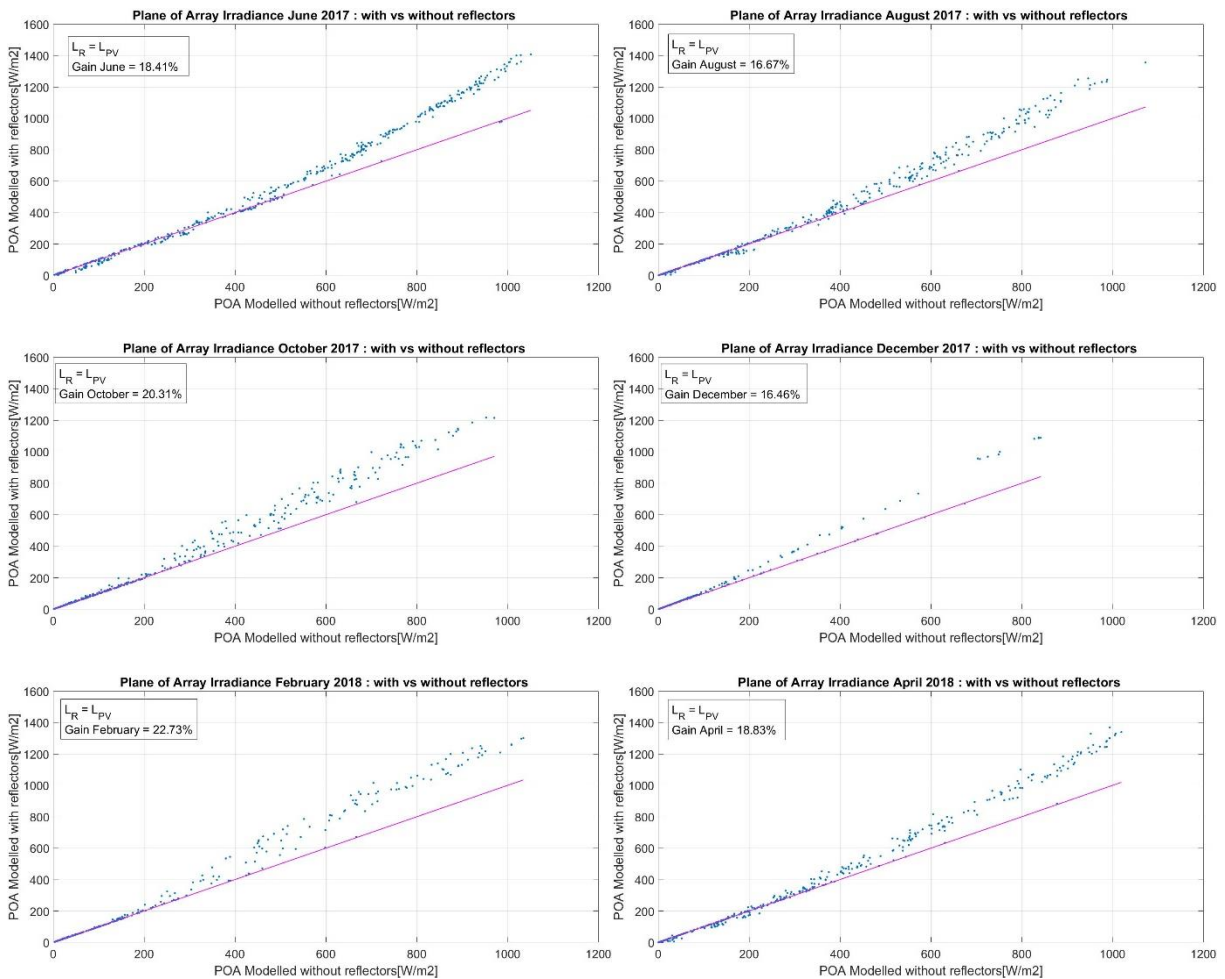 Plane of Array Irradiance June 2017 : with vs without reflectors
L_R = L_PV
Gain June = 18.41%
POA Modelled with reflectors[W/m2]
1600
1400
1200
1000
800
600
400
200
0
0 200 400 600 800 1000 1200
POA Modelled without reflectors[W/m2]
Plane of Array Irradiance August 2017 : with vs without reflectors
L_R = L_PV
Gain August = 16.67%
POA Modelled with reflectors[W/m2]
1600
1400
1200
1000
800
600
400
200
0
0 200 400 600 800 1000 1200
POA Modelled without reflectors[W/m2]
Plane of Array Irradiance October 2017 : with vs without reflectors
L_R = L_PV
Gain October = 20.31%
POA Modelled with reflectors[W/m2]
1600
1400
1200
1000
800
600
400
200
0
0 200 400 600 800 1000 1200
POA Modelled without reflectors[W/m2]
Plane of Array Irradiance December 2017 : with vs without reflectors
L_R = L_PV
Gain December = 16.46%
POA Modelled with reflectors[W/m2]
1600
1400
1200
1000
800
600
400
200
0
0 200 400 600 800 1000 1200
POA Modelled without reflectors[W/m2]
Plane of Array Irradiance February 2018 : with vs without reflectors
L_R = L_PV
Gain February = 22.73%
POA Modelled with reflectors[W/m2]
1600
1400
1200
1000
800
600
400
200
0
0 200 400 600 800 1000 1200
POA Modelled without reflectors[W/m2]
Plane of Array Irradiance April 2018 : with vs without reflectors
L_R = L_PV
Gain April = 18.83%
POA Modelled with reflectors[W/m2]
1600
1400
1200
1000
800
600
400
200
0
0 200 400 600 800 1000 1200
POA Modelled without reflectors[W/m2]